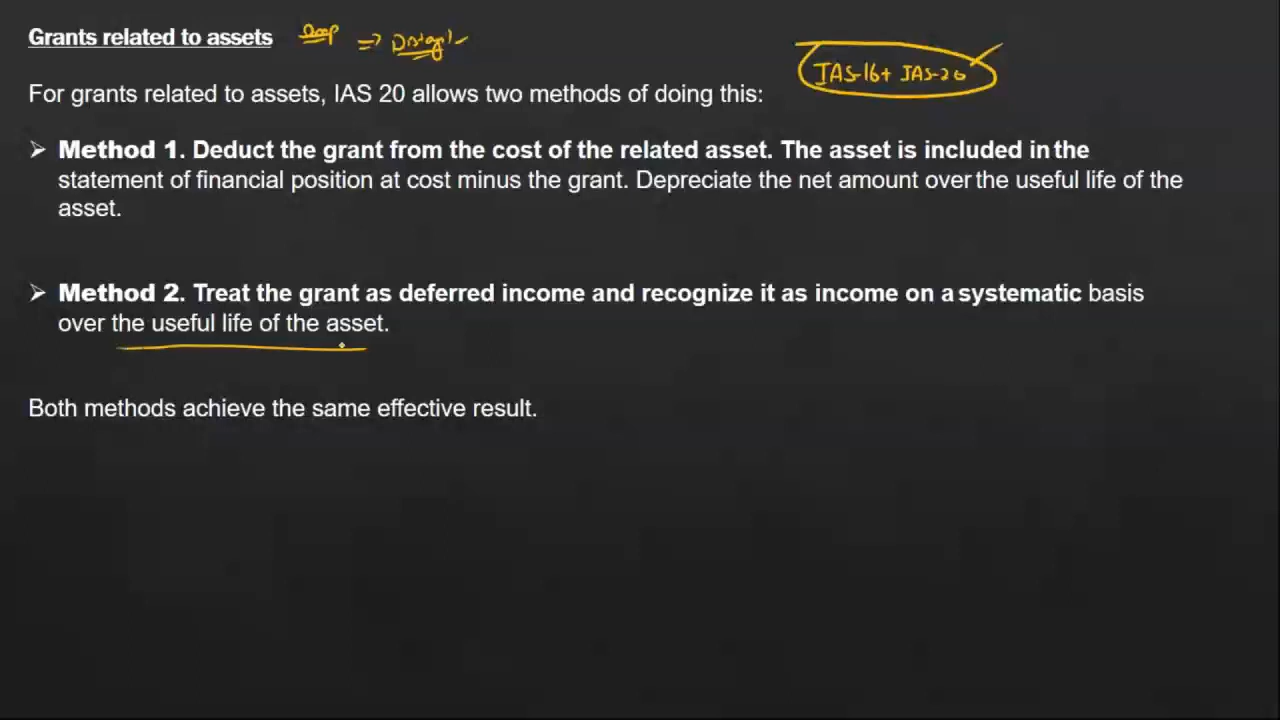 Grants related to assets
IAS-16+ IAS-20
For grants related to assets, IAS 20 allows two methods of doing this:
➢ Method 1. Deduct the grant from the cost of the related asset. The asset is included in the
statement of financial position at cost minus the grant. Depreciate the net amount over the useful life of the
asset.
➢ Method 2. Treat the grant as deferred income and recognize it as income on a systematic basis
over the useful life of the asset.
Both methods achieve the same effective result.